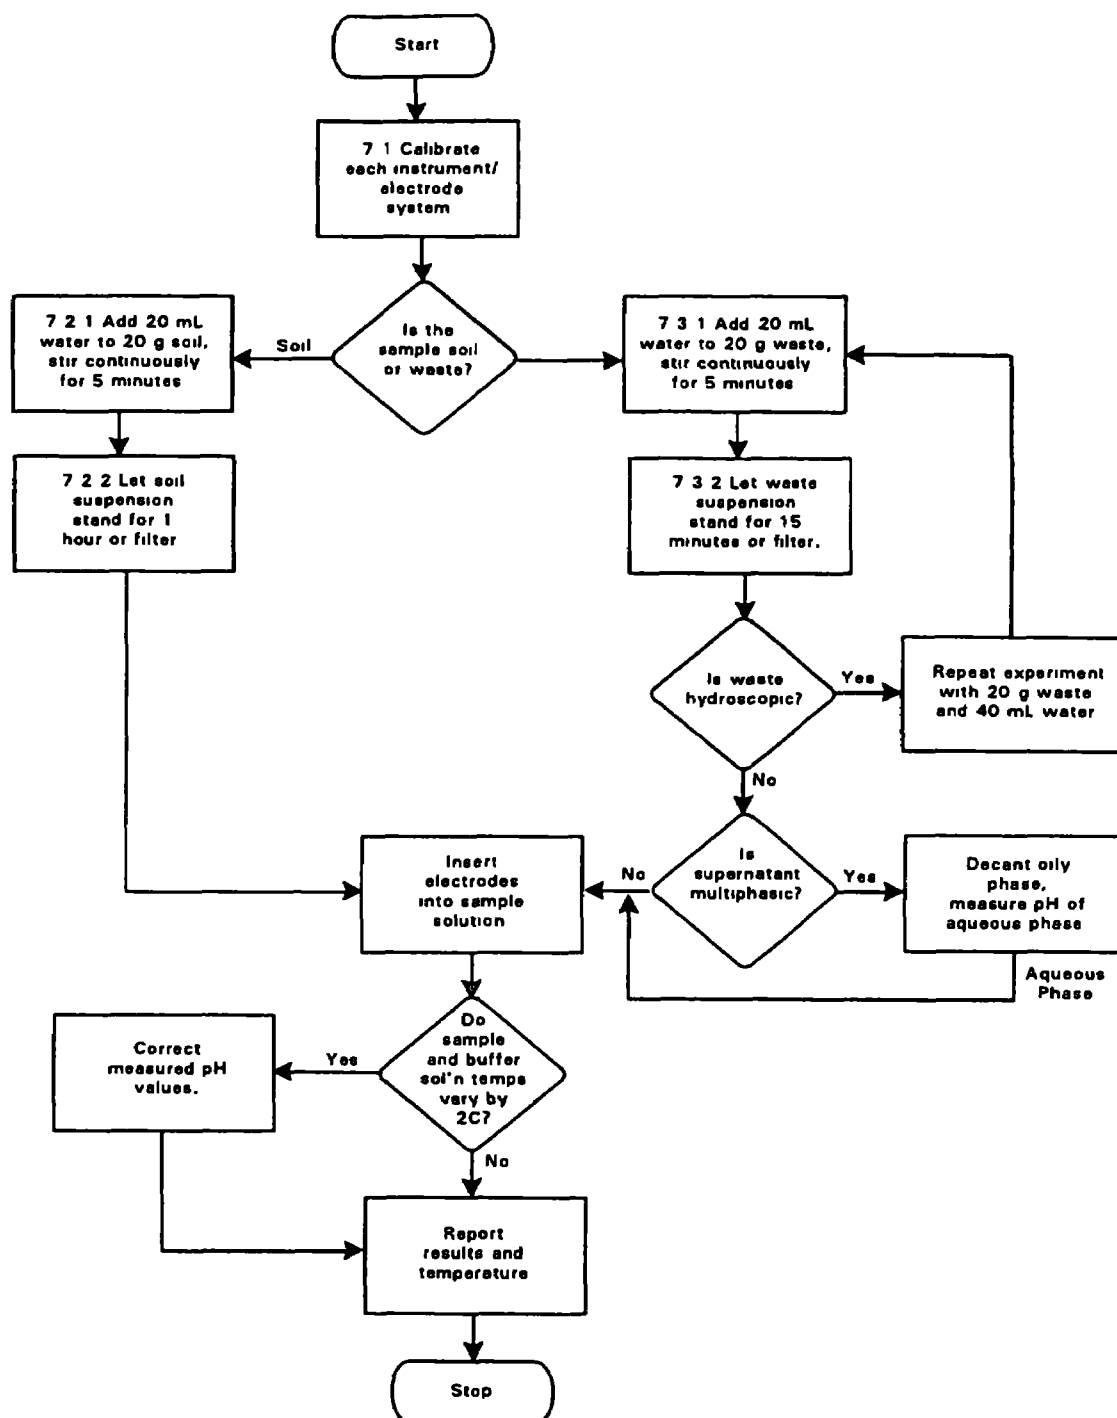 Start
7 1 Calibrate
each instrument/
electrode
system
Is the
sample soil
or waste?
Soil
7 2 1 Add 20 mL
water to 20 g soil,
stir continuously
for 5 minutes
7 2 2 Let soil
suspension
stand for 1
hour or filter
7 3 1 Add 20 mL
water to 20 g waste,
stir continuously
for 5 minutes
7 3 2 Let waste
suspension
stand for 15
minutes or filter.
Is waste
hydroscopic?
Yes
Repeat experiment
with 20 g waste
and 40 mL water
No
Is
supernatant
multiphasic?
Yes
Decant oily
phase,
measure pH of
aqueous phase
Aqueous
Phase
No
Insert
electrodes
into sample
solution
Do
sample
and buffer
sol'n temps
vary by
2C?
Yes
Correct
measured pH
values.
No
Report
results and
temperature
Stop